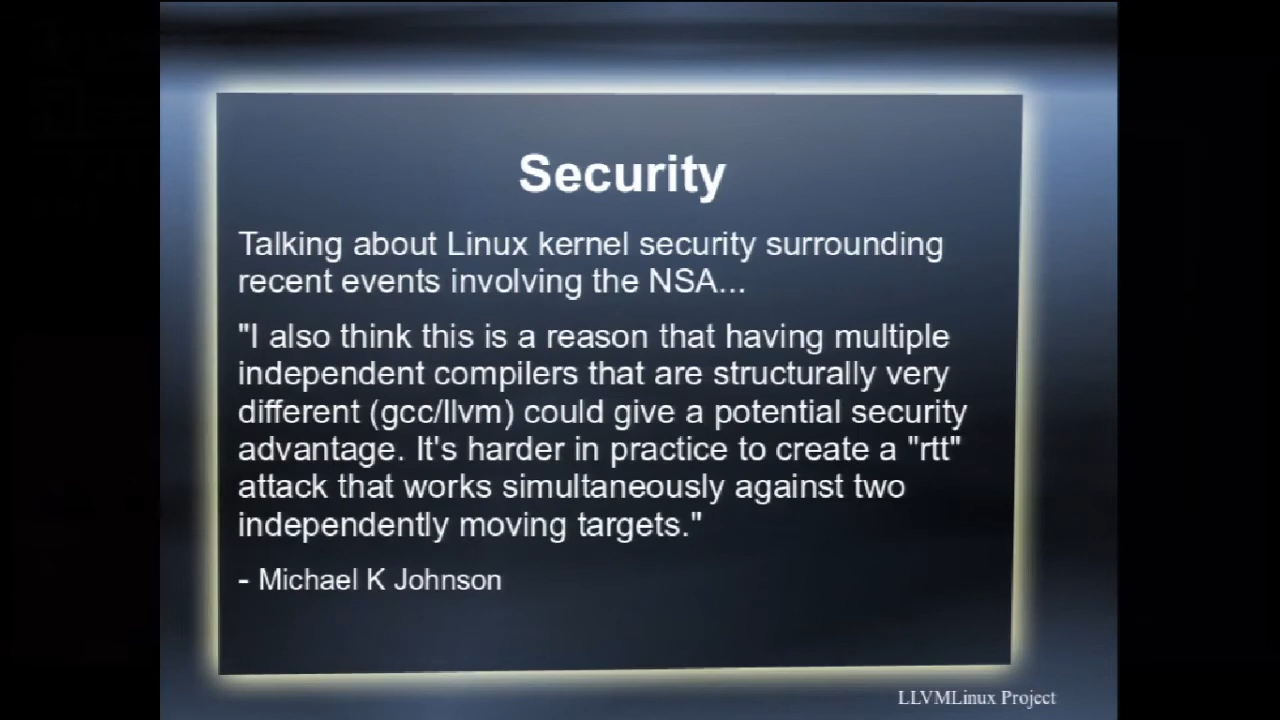 Security
Talking about Linux kernel security surrounding
recent events involving the NSA...
"I also think this is a reason that having multiple
independent compilers that are structurally very
different (gcc/llvm) could give a potential security
advantage. It's harder in practice to create a "rtt"
attack that works simultaneously against two
independently moving targets."
- Michael K Johnson
LLVMLinux Project